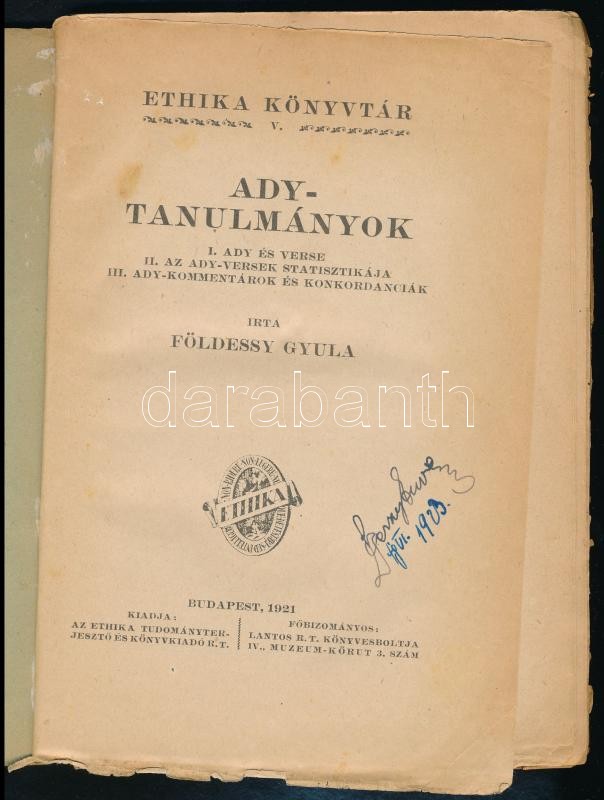 ETHIKA KÖNYVTÁR
V.
ADY-
TANULMÁNYOK
I. ADY ÉS VERSE
II. AZ ADY-VERSEK STATISZTIKÁJA
III. ADY-KOMMENTÁROK ÉS KONKORDANCIÁK
IRTA
FÖLDESSY GYULA
darabanth
ETHIKA
1923.
BUDAPEST, 1921
KIADJA:
AZ ETHIKA TUDOMÁNYTER-
JESZTŐ ÉS KÖNYVKIADÓ R.T.
FŐBIZOMÁNYOS:
LANTOS R.T. KÖNYVESBOLTJA
IV., MUZEUM-KÖRUT 3. SZÁM